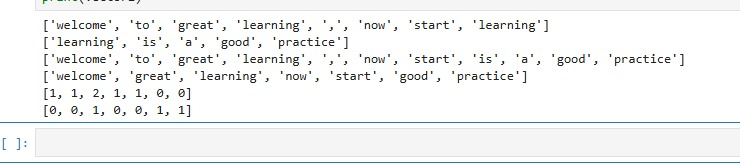 ['welcome', 'to', 'great', 'learning', ',', 'now', 'start', 'learning']
['learning', 'is', 'a', 'good', 'practice']
['welcome', 'to', 'great', 'learning', ',', 'now', 'start', 'is', 'a', 'good', 'practice']
['welcome', 'great', 'learning', 'now', 'start', 'good', 'practice']
[1, 1, 2, 1, 1, 0, 0]
[0, 0, 1, 0, 0, 1, 1]
[ ]: